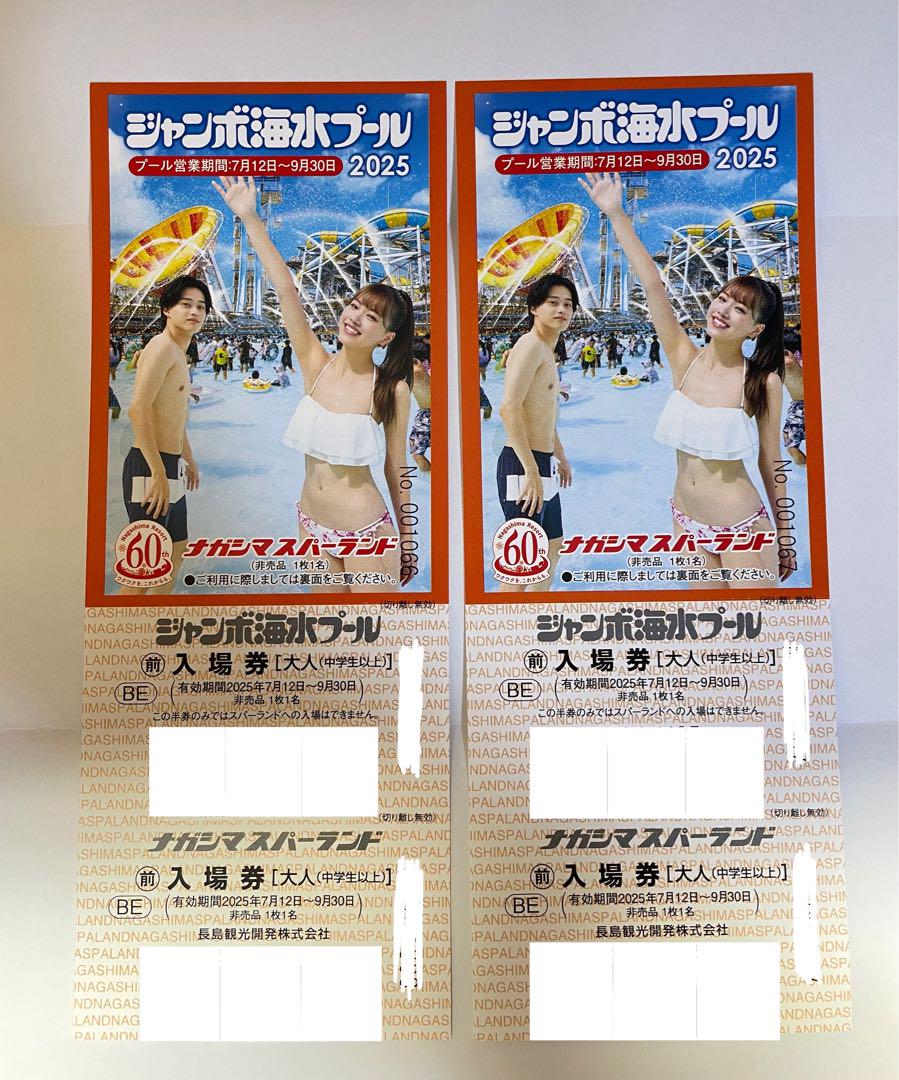 ジャンボ海水プール
プール営業期間:7月12日〜9月30日 2025
No. 001066
Nagashima Resort
60th
ワクワクを、これからも。
ナガシマスパーランド
(非売品 1枚1名)
●ご利用に際しましては裏面をご覧ください。
(切り離し無効)
ジャンボ海水プール
前 入場券[大人(中学生以上)]
BE (有効期間2025年7月12日〜9月30日)
非売品 1枚1名
この半券のみではスパーランドへの入場はできません。
(切り離し無効)
ナガシマスパーランド
前 入場券[大人(中学生以上)]
BE (有効期間2025年7月12日〜9月30日)
非売品 1枚1名
長島観光開発株式会社
ジャンボ海水プール
プール営業期間:7月12日〜9月30日 2025
No. 001067
Nagashima Resort
60th
ワクワクを、これからも。
ナガシマスパーランド
(非売品 1枚1名)
●ご利用に際しましては裏面をご覧ください。
(切り離し無効)
ジャンボ海水プール
前 入場券[大人(中学生以上)]
BE (有効期間2025年7月12日〜9月30日)
非売品 1枚1名
この半券のみではスパーランドへの入場はできません。
(切り離し無効)
ナガシマスパーランド
前 入場券[大人(中学生以上)]
BE (有効期間2025年7月12日〜9月30日)
非売品 1枚1名
長島観光開発株式会社